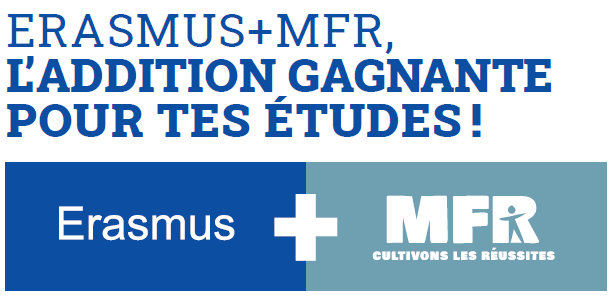 ERASMUS+MFR,
L'ADDITION GAGNANTE
POUR TES ÉTUDES !
Erasmus + MFR
CULTIVONS LES RÉUSSITES